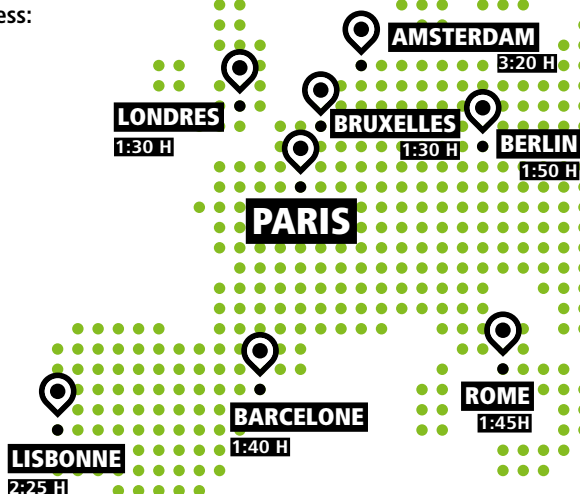 ess:
AMSTERDAM
3:20 H
LONDRES
1:30 H
BRUXELLES
1:30 H
BERLIN
1:50 H
PARIS
ROME
1:45H
BARCELONE
1:40 H
LISBONNE
2:25 H